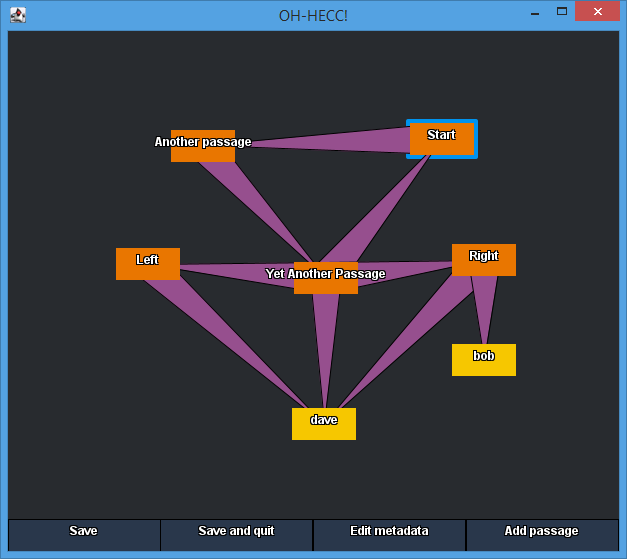 OH-HECC!
Another passage
Start
Left
Yet Another Passage
Right
bob
dave
Save
Save and quit
Edit metadata
Add passage